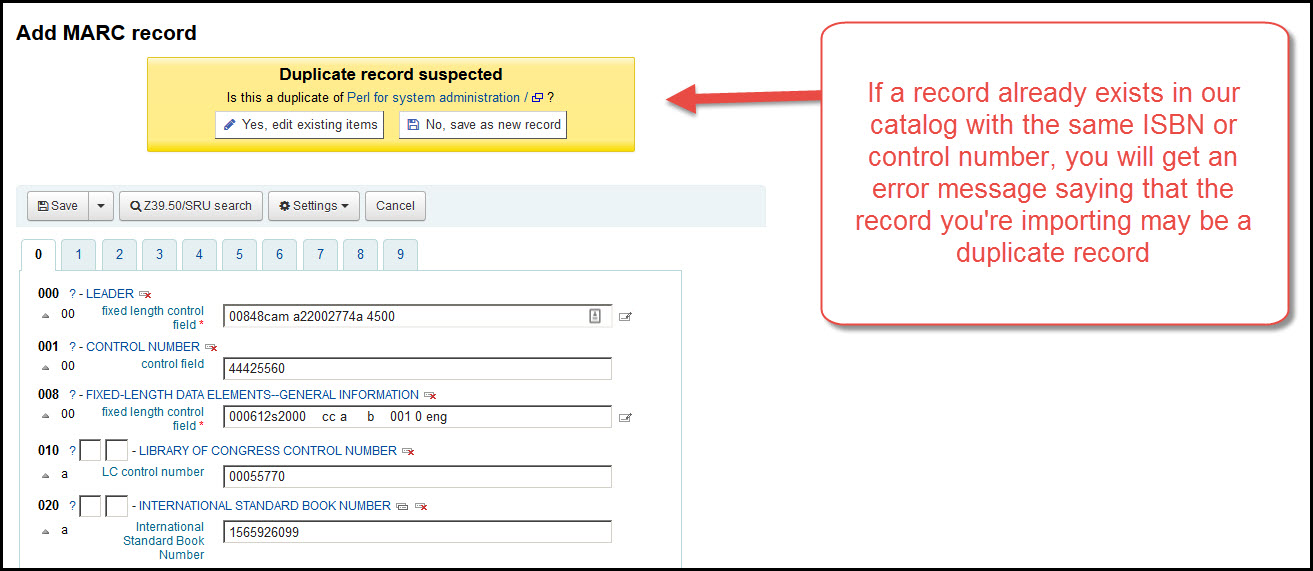 Add MARC record
Duplicate record suspected
Is this a duplicate of Perl for system administration / ?
Yes, edit existing items
No, save as new record
If a record already exists in our
catalog with the same ISBN or
control number, you will get an
error message saying that the
record you're importing may be a
duplicate record
Save
Z39.50/SRU search
Settings
Cancel
0 1 2 3 4 5 6 7 8 9
000 ? - LEADER
00 fixed length control
field *
00848cam a22002774a 4500
001 ? - CONTROL NUMBER
00 control field
44425560
008 ? - FIXED-LENGTH DATA ELEMENTS--GENERAL INFORMATION
00 fixed length control
field *
000612s2000 cc a b 001 0 eng
010 ? - LIBRARY OF CONGRESS CONTROL NUMBER
a LC control number
00055770
020 ? - INTERNATIONAL STANDARD BOOK NUMBER
a International
Standard Book
Number
1565926099